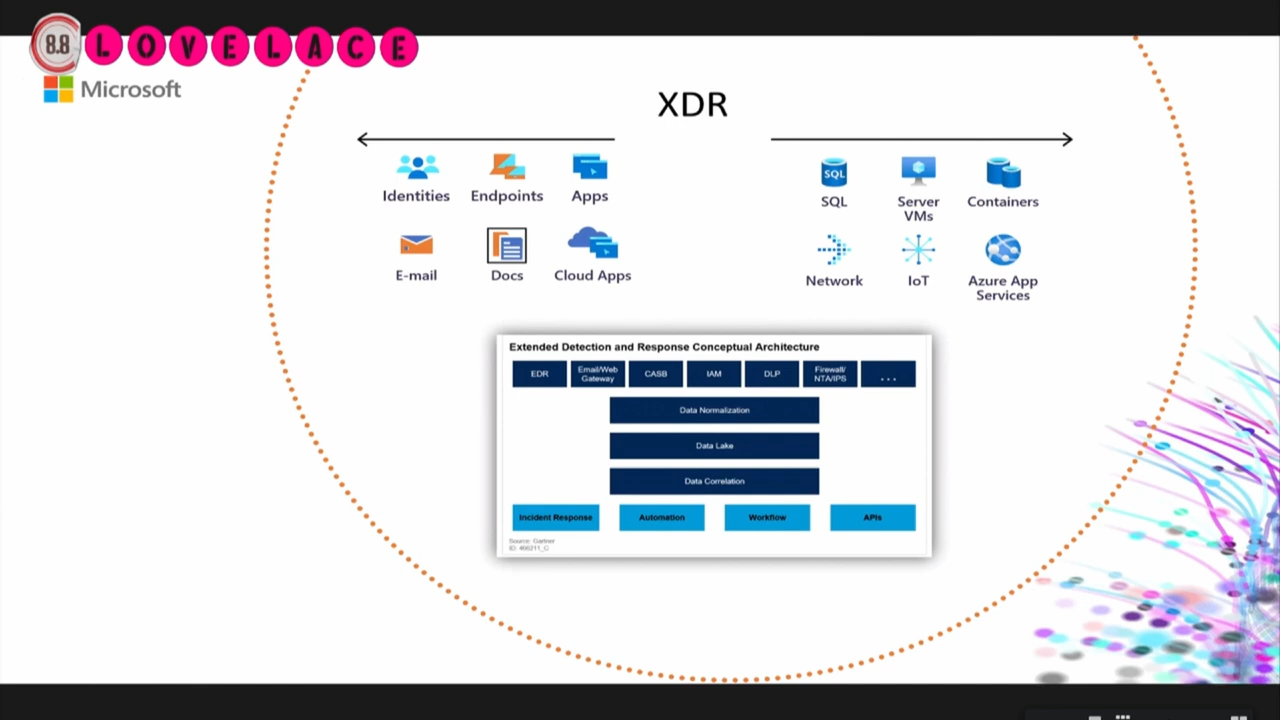 8.8 LOVELACE
Microsoft
XDR
Identities Endpoints Apps
E-mail Docs Cloud Apps
SQL
SQL Server VMs Containers
Network IoT Azure App Services
Extended Detection and Response Conceptual Architecture
EDR Email/Web Gateway CASB IAM DLP Firewall/ NTA/IPS ...
Data Normalization
Data Lake
Data Correlation
Incident Response Automation Workflow APIs
Source: Gartner
ID: 466211_C